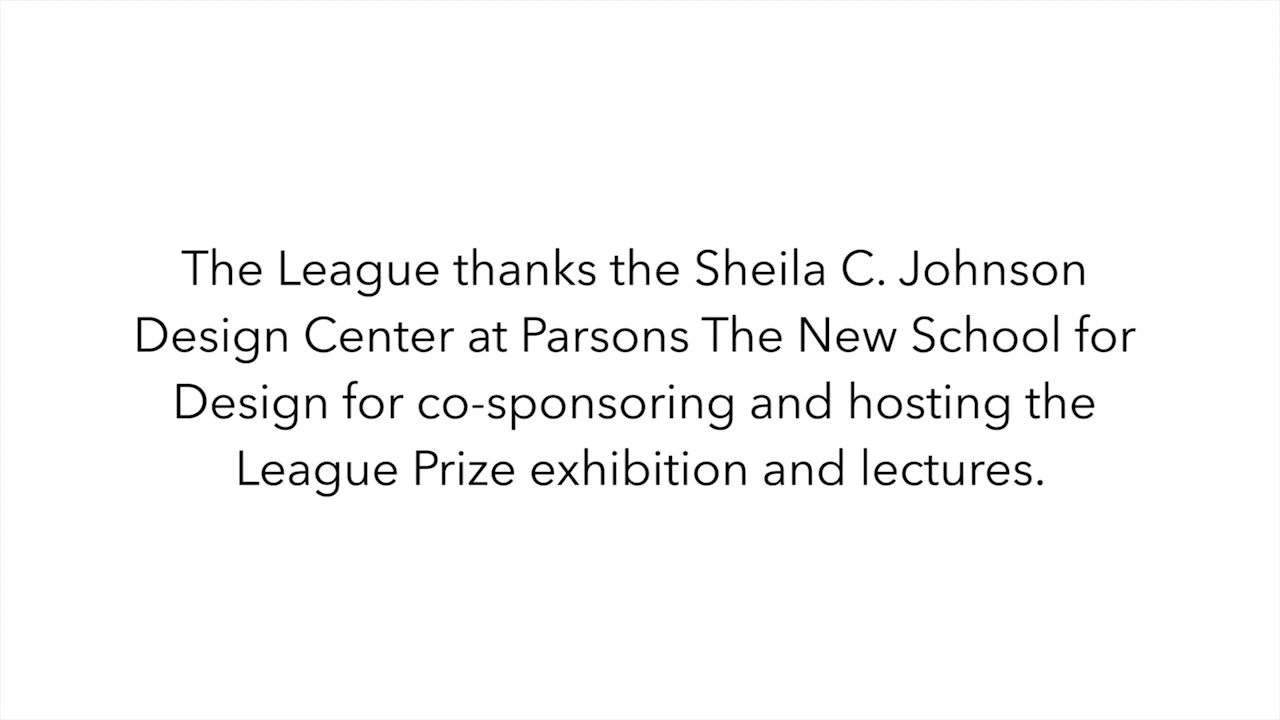 The League thanks the Sheila C. Johnson
Design Center at Parsons The New School for
Design for co-sponsoring and hosting the
League Prize exhibition and lectures.